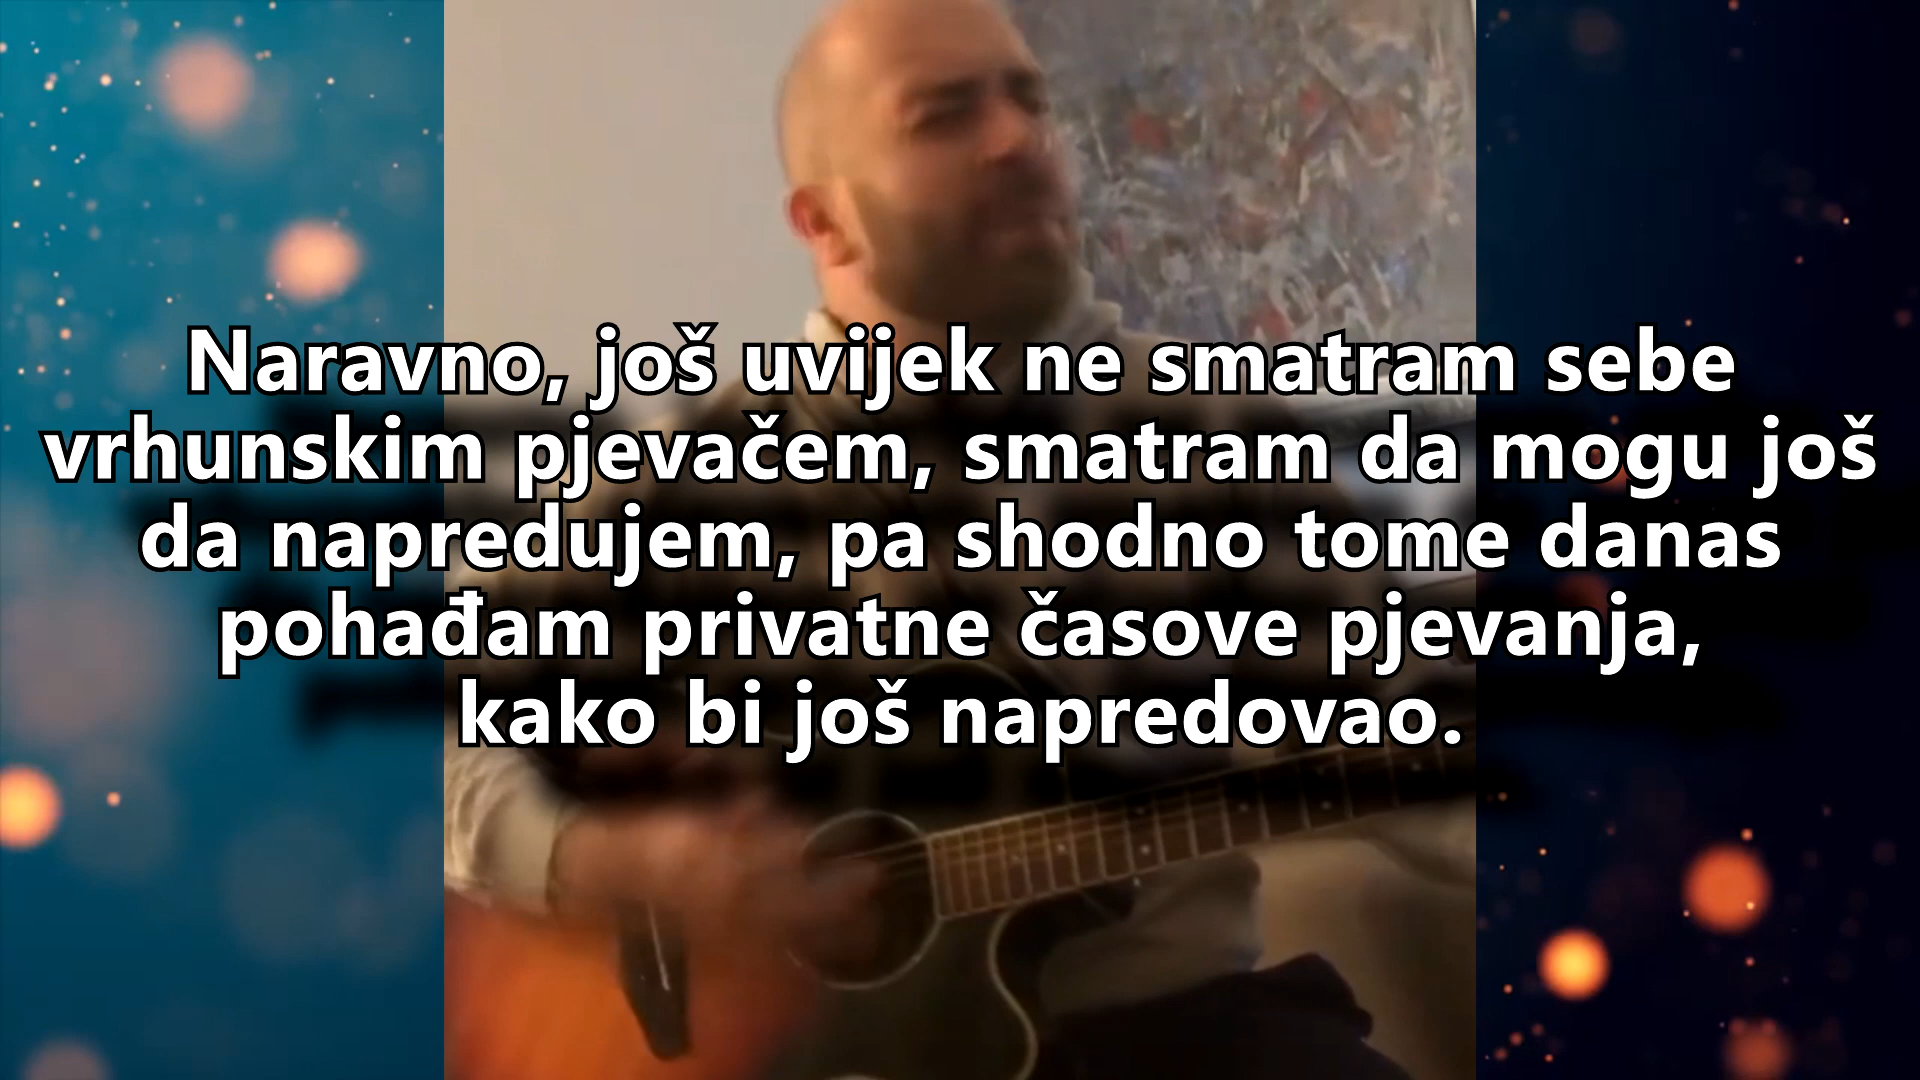 Naravno, još uvijek ne smatram sebe
vrhunskim pjevačem, smatram da mogu još
da napredujem, pa shodno tome danas
pohađam privatne časove pjevanja,
kako bi još napredovao.